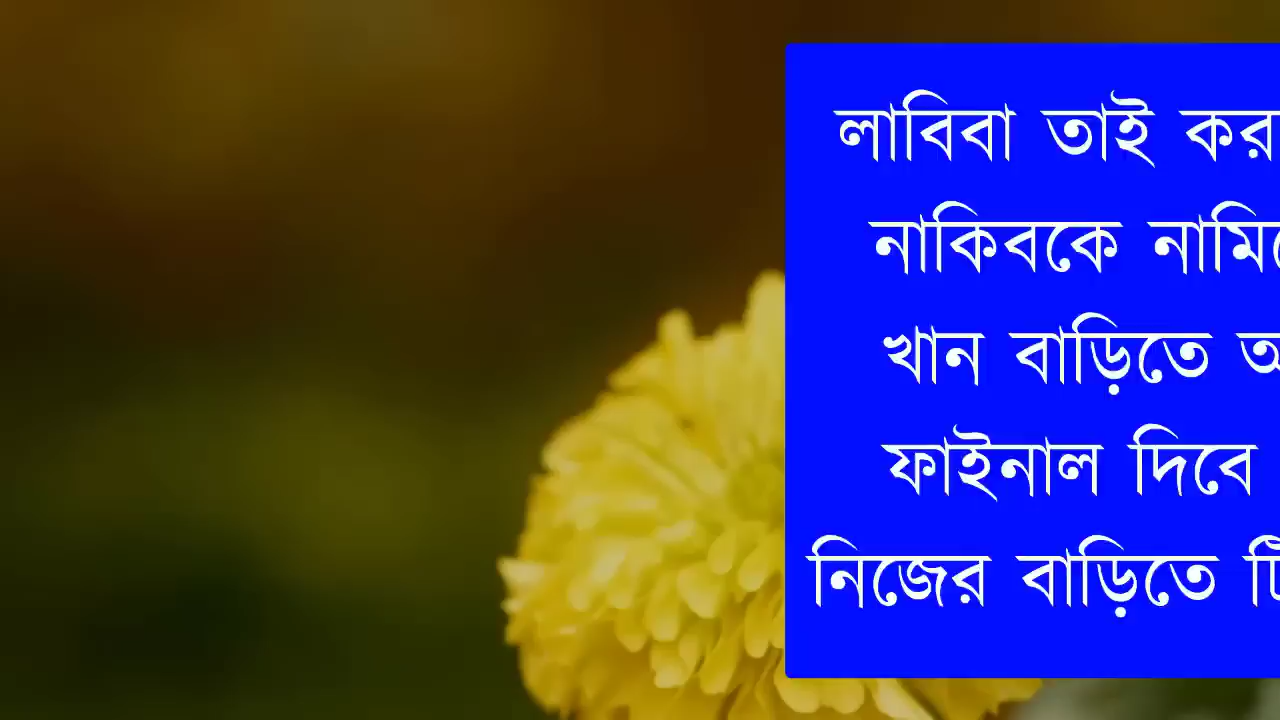 লাবিবা তাই কর
নাকিবকে
খান বাড়িতে
ফাইনাল দিবে
নিজের বাড়িতে